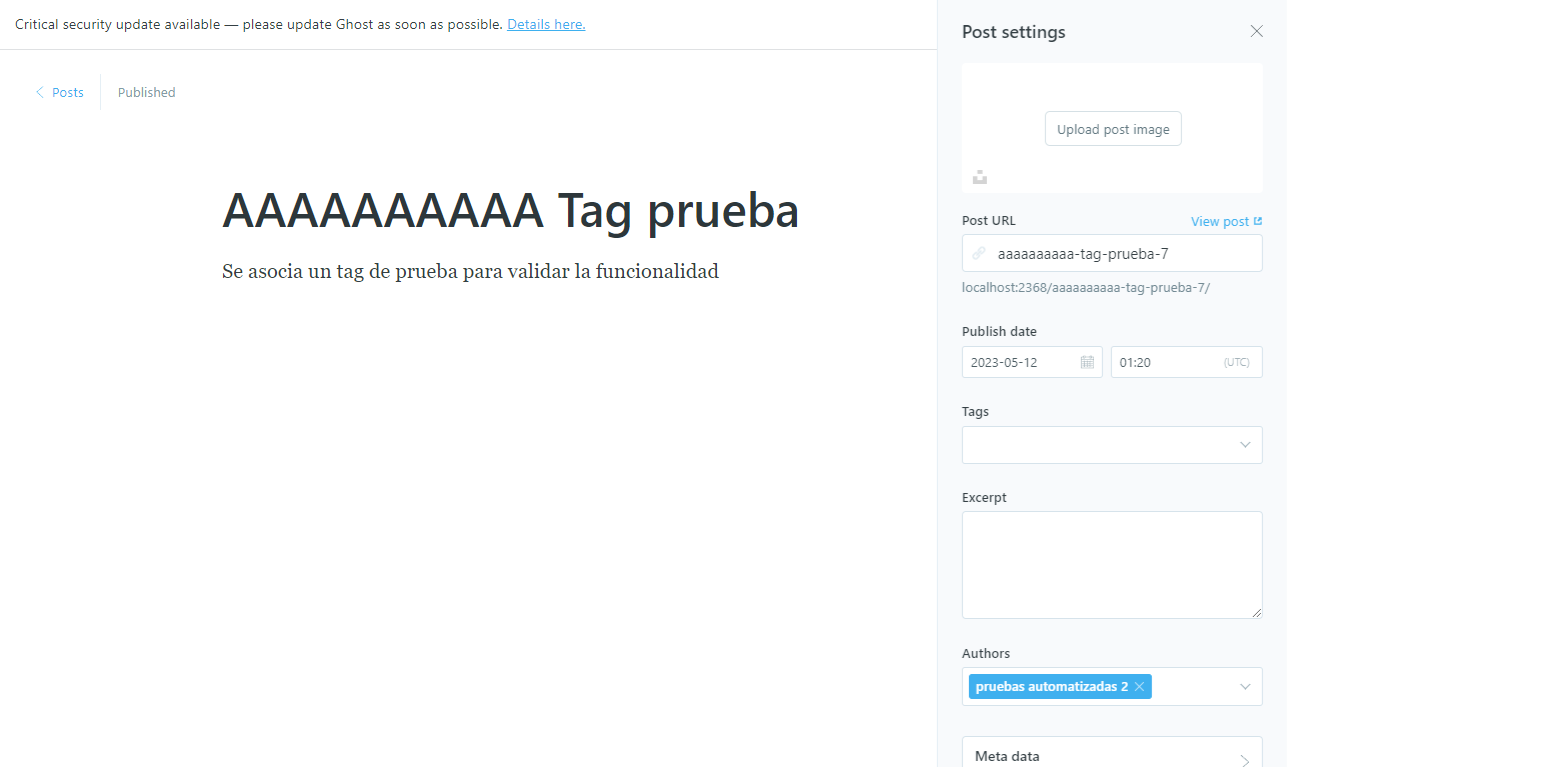 Critical security update available — please update Ghost as soon as possible. Details here.
Posts
Published
AAAAAAAAAA Tag prueba
Se asocia un tag de prueba para validar la funcionalidad
Post settings
Upload post image
Post URL
View post
aaaaaaaaaa-tag-prueba-7
localhost:2368/aaaaaaaaaa-tag-prueba-7/
Publish date
2023-05-12
01:20
(UTC)
Tags
Excerpt
Authors
pruebas automatizadas 2
Meta data